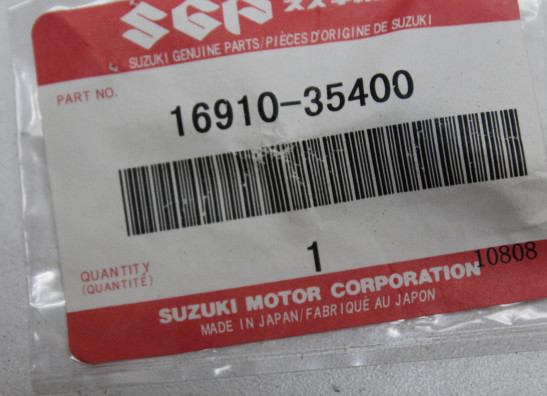 SGP
SUZUKI GENUINE PARTS/PIÈCES D'ORIGINE DE SUZUKI
PART NO.
16910-35400
QUANTITY
(QUANTITÉ)
1
10808
SUZUKI MOTOR CORPORATION
MADE IN JAPAN/FABRIQUÉ AU JAPON